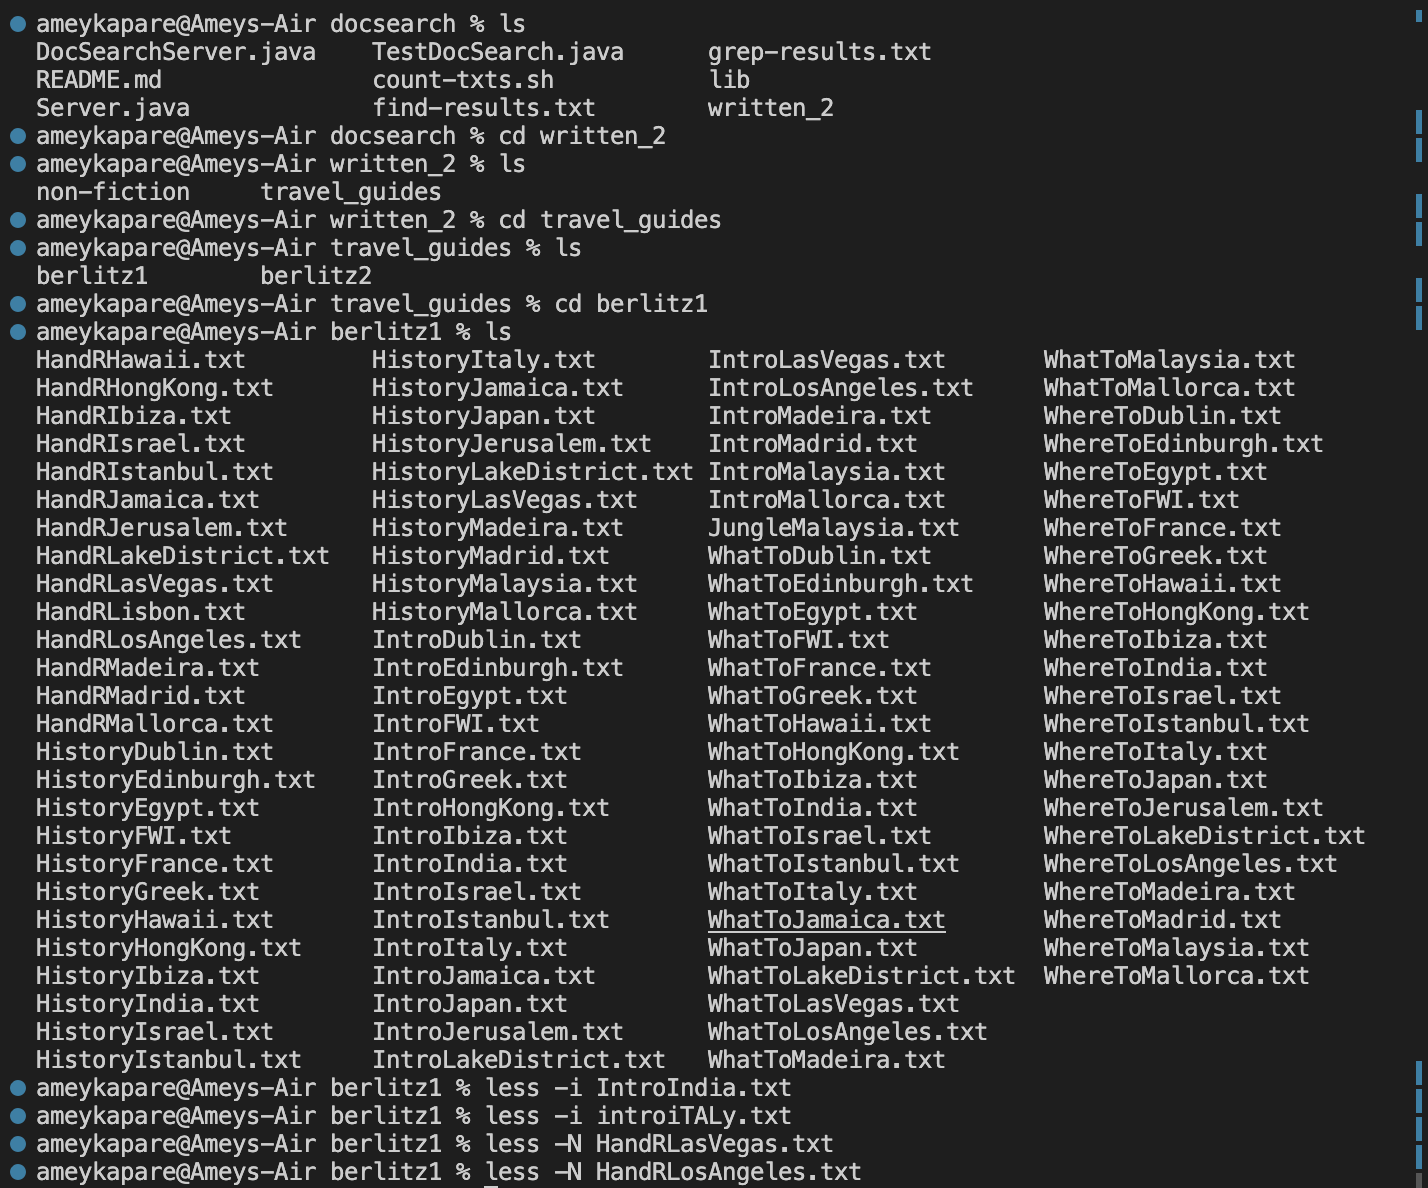 ameykapare@Ameys-Air docsearch % ls
DocSearchServer.java    TestDocSearch.java      grep-results.txt
README.md               count-txts.sh           lib
Server.java             find-results.txt        written_2
ameykapare@Ameys-Air docsearch % cd written_2
ameykapare@Ameys-Air written_2 % ls
non-fiction     travel_guides
ameykapare@Ameys-Air written_2 % cd travel_guides
ameykapare@Ameys-Air travel_guides % ls
berlitz1        berlitz2
ameykapare@Ameys-Air travel_guides % cd berlitz1
ameykapare@Ameys-Air berlitz1 % ls
HandRHawaii.txt         HistoryItaly.txt        IntroLasVegas.txt       WhatToMalaysia.txt
HandRHongKong.txt       HistoryJamaica.txt      IntroLosAngeles.txt     WhatToMallorca.txt
HandRIbiza.txt          HistoryJapan.txt        IntroMadeira.txt        WhereToDublin.txt
HandRIsrael.txt         HistoryJerusalem.txt    IntroMadrid.txt         WhereToEdinburgh.txt
HandRIstanbul.txt       HistoryLakeDistrict.txt IntroMalaysia.txt       WhereToEgypt.txt
HandRJamaica.txt        HistoryLasVegas.txt     IntroMallorca.txt       WhereToFWI.txt
HandRJerusalem.txt      HistoryMadeira.txt      JungleMalaysia.txt      WhereToFrance.txt
HandRLakeDistrict.txt   HistoryMadrid.txt       WhatToDublin.txt        WhereToGreek.txt
HandRLasVegas.txt       HistoryMalaysia.txt     WhatToEdinburgh.txt     WhereToHawaii.txt
HandRLisbon.txt         HistoryMallorca.txt     WhatToEgypt.txt         WhereToHongKong.txt
HandRLosAngeles.txt     IntroDublin.txt         WhatToFWI.txt           WhereToIbiza.txt
HandRMadeira.txt        IntroEdinburgh.txt      WhatToFrance.txt        WhereToIndia.txt
HandRMadrid.txt         IntroEgypt.txt          WhatToGreek.txt         WhereToIsrael.txt
HandRMallorca.txt       IntroFWI.txt            WhatToHawaii.txt        WhereToIstanbul.txt
HistoryDublin.txt       IntroFrance.txt         WhatToHongKong.txt      WhereToItaly.txt
HistoryEdinburgh.txt    IntroGreek.txt          WhatToIbiza.txt         WhereToJapan.txt
HistoryEgypt.txt        IntroHongKong.txt       WhatToIndia.txt         WhereToJerusalem.txt
HistoryFWI.txt          IntroIbiza.txt          WhatToIsrael.txt        WhereToLakeDistrict.txt
HistoryFrance.txt       IntroIndia.txt          WhatToIstanbul.txt      WhereToLosAngeles.txt
HistoryGreek.txt        IntroIsrael.txt         WhatToItaly.txt         WhereToMadeira.txt
HistoryHawaii.txt       IntroIstanbul.txt       WhatToJamaica.txt       WhereToMadrid.txt
HistoryHongKong.txt     IntroItaly.txt          WhatToJapan.txt         WhereToMalaysia.txt
HistoryIbiza.txt        IntroJamaica.txt        WhatToLakeDistrict.txt  WhereToMallorca.txt
HistoryIndia.txt        IntroJapan.txt          WhatToLasVegas.txt
HistoryIsrael.txt       IntroJerusalem.txt      WhatToLosAngeles.txt
HistoryIstanbul.txt     IntroLakeDistrict.txt   WhatToMadeira.txt
ameykapare@Ameys-Air berlitz1 % less -i IntroIndia.txt
ameykapare@Ameys-Air berlitz1 % less -i introiTALy.txt
ameykapare@Ameys-Air berlitz1 % less -N HandRLasVegas.txt
ameykapare@Ameys-Air berlitz1 % less -N HandRLosAngeles.txt